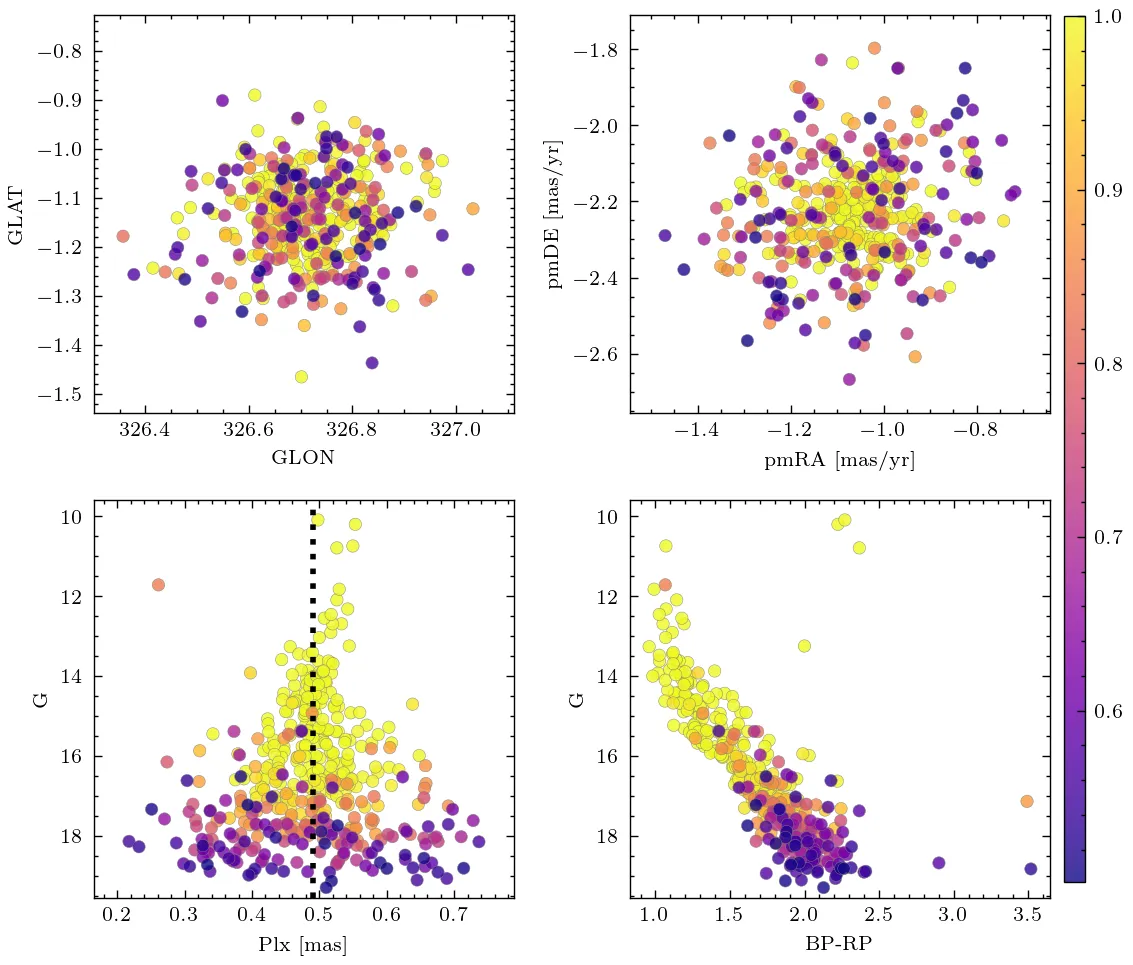 −0.8
−0.9
−1.0
−1.1
−1.2
−1.3
−1.4
−1.5
GLAT
326.4 326.6 326.8 327.0
GLON
−1.8
−2.0
−2.2
−2.4
−2.6
pmDE [mas/yr]
−1.4 −1.2 −1.0 −0.8
pmRA [mas/yr]
1.0
0.9
0.8
0.7
0.6
10
12
14
16
18
G
0.2 0.3 0.4 0.5 0.6 0.7
Plx [mas]
10
12
14
16
18
G
1.0 1.5 2.0 2.5 3.0 3.5
BP-RP